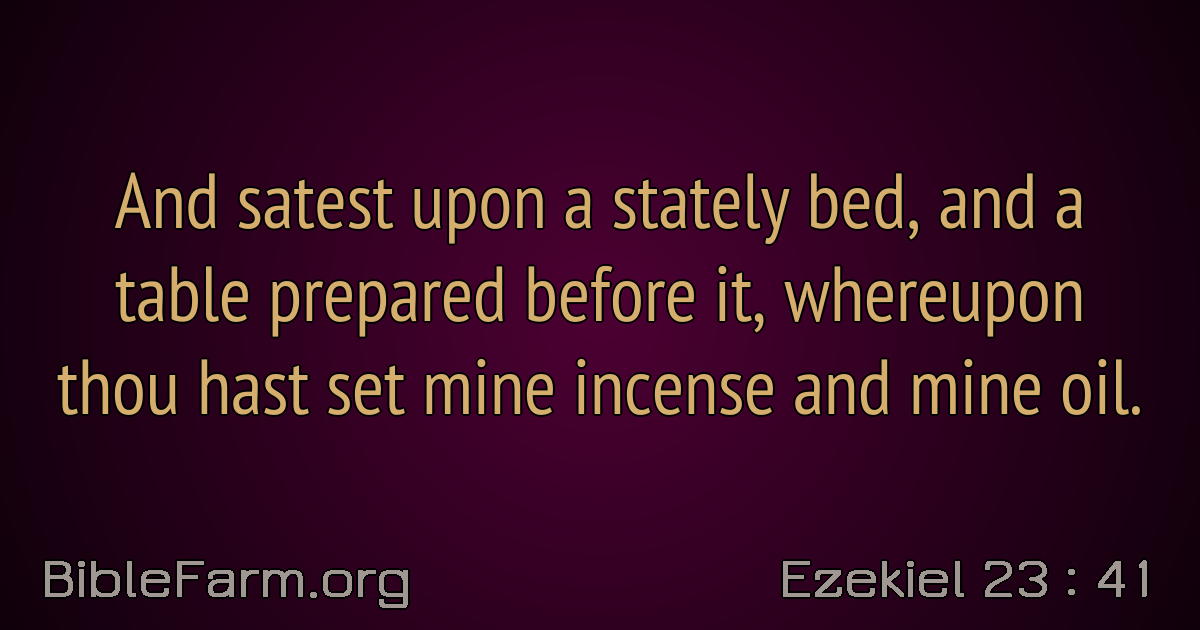 And satest upon a stately bed, and a
table prepared before it, whereupon
thou hast set mine incense and mine oil.
BibleFarm.org
Ezekiel 23 : 41